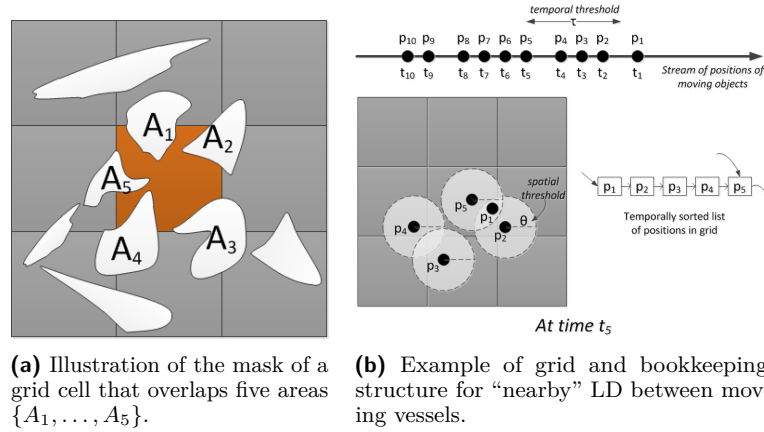 A1
A2
A5
A4
A3
temporal threshold
τ
p10 p9 p8 p7 p6 p5 p4 p3 p2 p1
t10 t9 t8 t7 t6 t5 t4 t3 t2 t1
Stream of positions of
moving objects
spatial
threshold
p5
p1
θ
p4
p2
p3
p1 p2 p3 p4 p5
Temporally sorted list
of positions in grid
At time t5
(a) Illustration of the mask of a
grid cell that overlaps five areas
{A1, . . . , A5}.
(b) Example of grid and bookkeeping
structure for “nearby” LD between mov-
ing vessels.